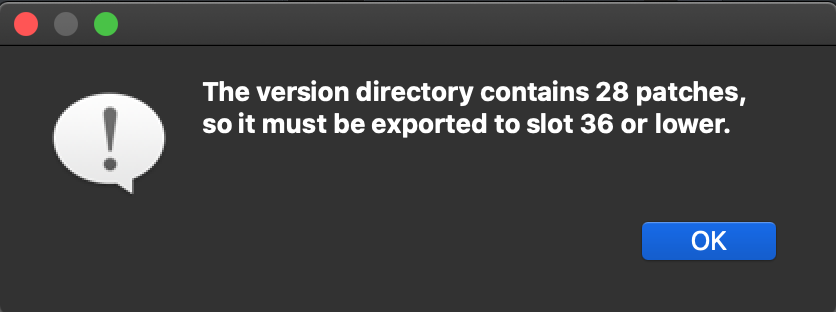 The version directory contains 28 patches,
so it must be exported to slot 36 or lower.
OK